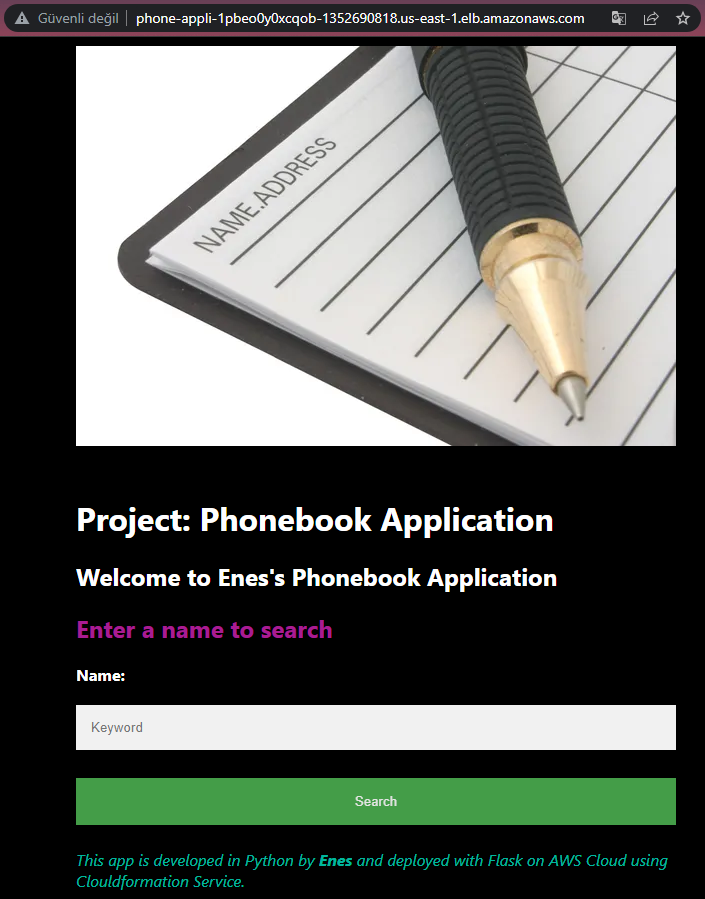 Güvenli değil
phone-appli-1pbeo0y0xcqob-1352690818.us-east-1.elb.amazonaws.com
NAME.ADDRESS
Project: Phonebook Application
Welcome to Enes's Phonebook Application
Enter a name to search
Name:
Keyword
Search
This app is developed in Python by Enes and deployed with Flask on AWS Cloud using
Clouldformation Service.